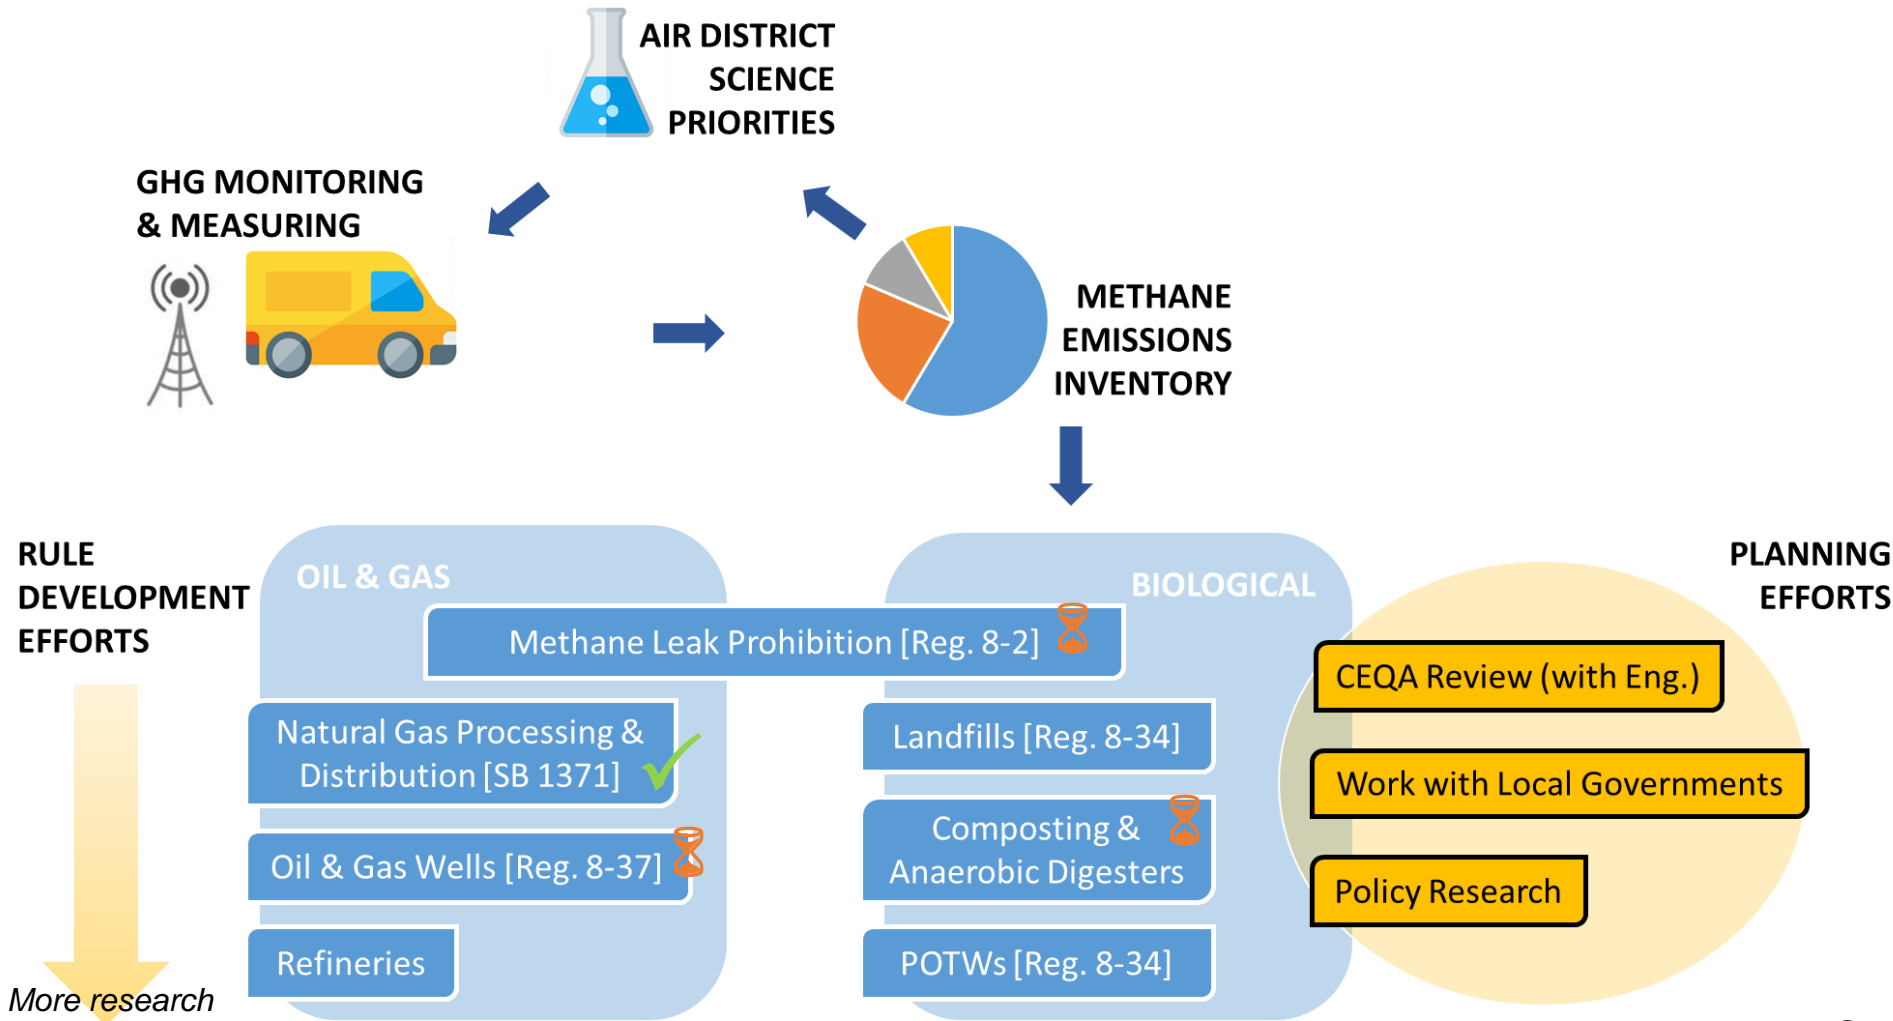 AIR DISTRICT
SCIENCE
PRIORITIES
GHG MONITORING
& MEASURING
METHANE
EMISSIONS
INVENTORY
RULE
DEVELOPMENT
EFFORTS
More research
OIL & GAS
BIOLOGICAL
Methane Leak Prohibition [Reg. 8-2]
Natural Gas Processing &
Distribution [SB 1371]
Oil & Gas Wells [Reg. 8-37]
Refineries
Landfills [Reg. 8-34]
Composting &
Anaerobic Digesters
POTWs [Reg. 8-34]
PLANNING
EFFORTS
CEQA Review (with Eng.)
Work with Local Governments
Policy Research